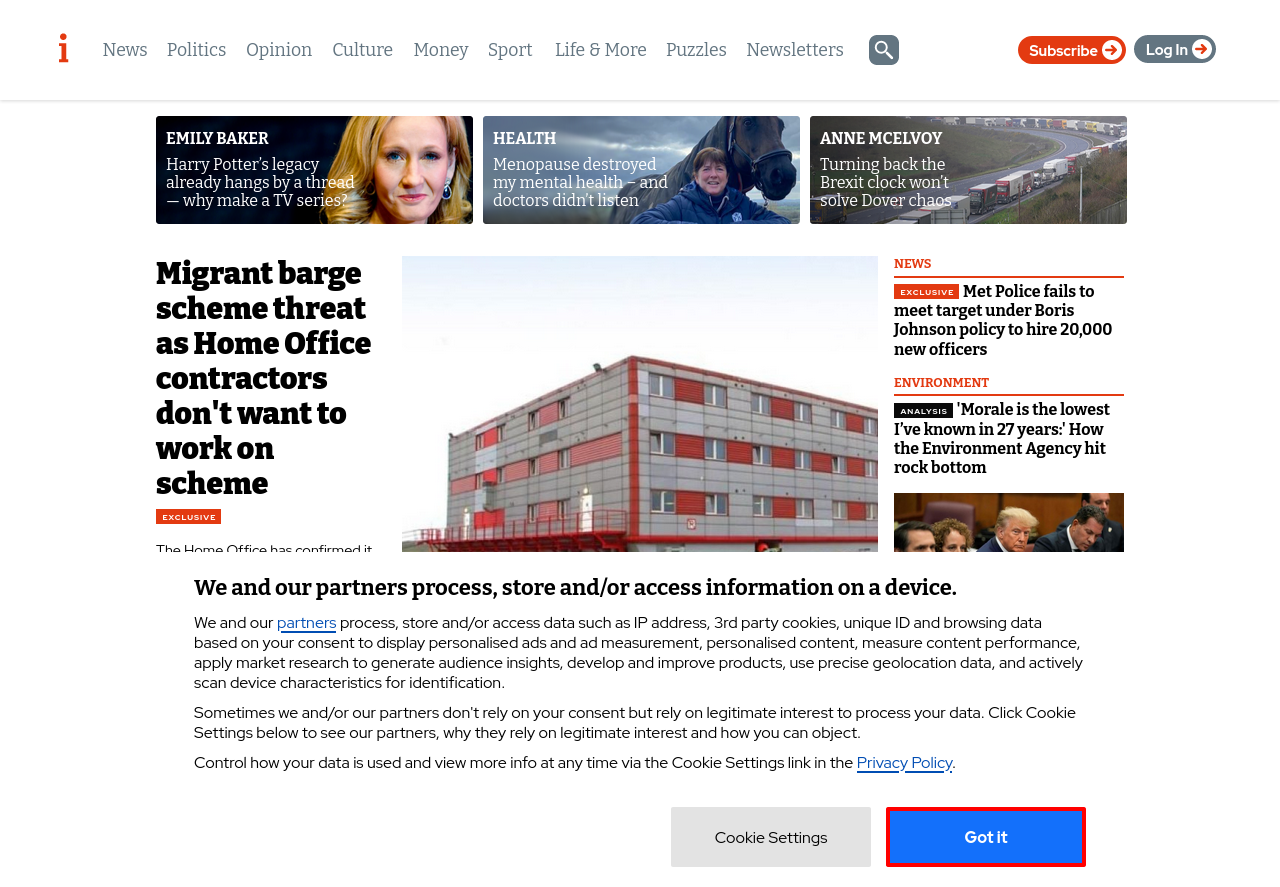 i
News Politics Opinion Culture Money Sport Life & More Puzzles Newsletters
Subscribe
Log In
EMILY BAKER
Harry Potter’s legacy
already hangs by a thread
— why make a TV series?
HEALTH
Menopause destroyed
my mental health – and
doctors didn’t listen
ANNE MCELVOY
Turning back the
Brexit clock won’t
solve Dover chaos
Migrant barge
scheme threat
as Home Office
contractors
don't want to
work on
scheme
EXCLUSIVE
The Home Office has confirmed it
NEWS
EXCLUSIVE Met Police fails to
meet target under Boris
Johnson policy to hire 20,000
new officers
ENVIRONMENT
ANALYSIS 'Morale is the lowest
I’ve known in 27 years:' How
the Environment Agency hit
rock bottom
We and our partners process, store and/or access information on a device.
We and our partners process, store and/or access data such as IP address, 3rd party cookies, unique ID and browsing data
based on your consent to display personalised ads and ad measurement, personalised content, measure content performance,
apply market research to generate audience insights, develop and improve products, use precise geolocation data, and actively
scan device characteristics for identification.
Sometimes we and/or our partners don't rely on your consent but rely on legitimate interest to process your data. Click Cookie
Settings below to see our partners, why they rely on legitimate interest and how you can object.
Control how your data is used and view more info at any time via the Cookie Settings link in the Privacy Policy.
Cookie Settings
Got it